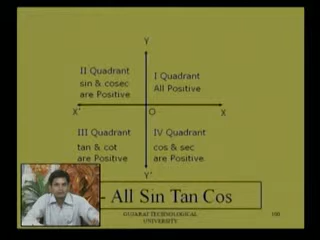 Y
II Quadrant
sin & cosec
are Positive
I Quadrant
All Positive
X'
O
X
III Quadrant
tan & cot
are Positive
IV Quadrant
cos & sec
are Positive.
Y'
- All Sin Tan Cos
GUJARAT TECHNOLOGICAL
UNIVERSITY